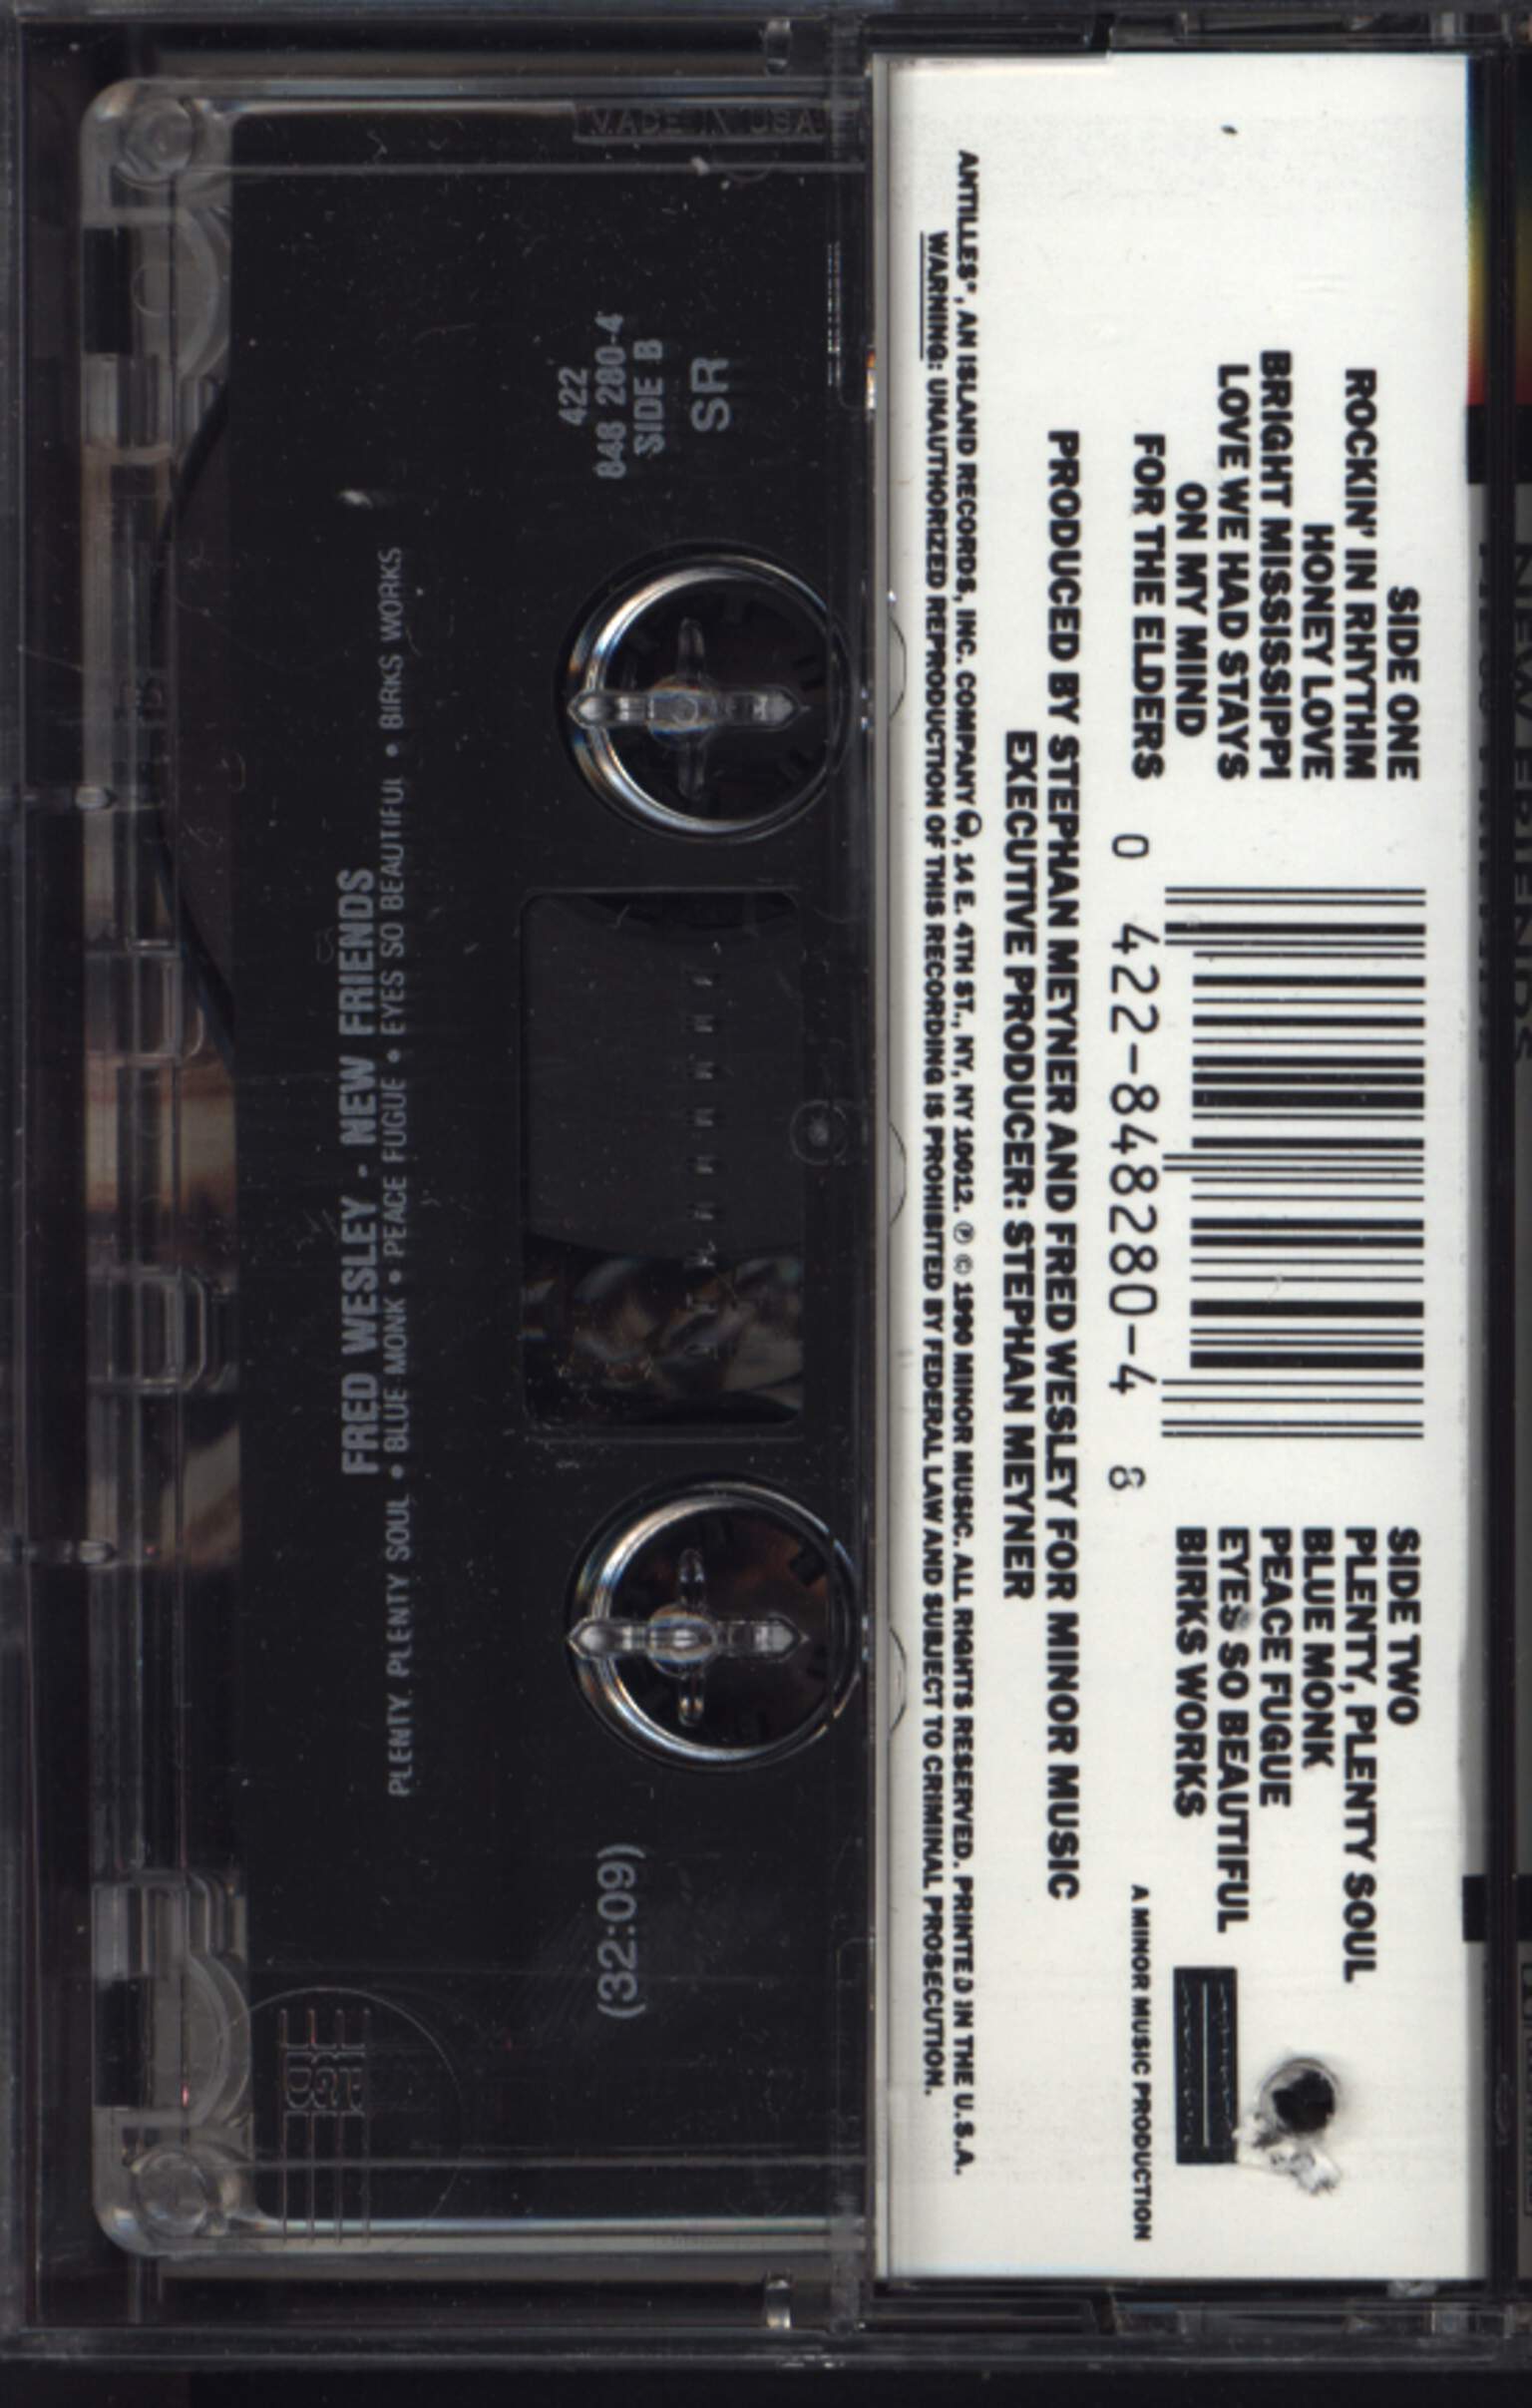 SIDE ONE
ROCKIN' IN RHYTHM
HONEY LOVE
BRIGHT MISSISSIPPI
LOVE WE HAD STAYS
ON MY MIND
FOR THE ELDERS
0 422-848280-4 8
SIDE TWO
PLENTY, PLENTY SOUL
BLUE MONK
PEACE FUGUE
EYES SO BEAUTIFUL
BIRKS WORKS
A MINOR MUSIC PRODUCTION
PRODUCED BY STEPHAN MEYNER AND FRED WESLEY FOR MINOR MUSIC
EXECUTIVE PRODUCER: STEPHAN MEYNER
ANTILLES®, AN ISLAND RECORDS, INC. COMPANY, 14 E. 4TH ST., NY, NY 10012. ℗ © 1990 MINOR MUSIC. ALL RIGHTS RESERVED. PRINTED IN THE U.S.A.
WARNING: UNAUTHORIZED REPRODUCTION OF THIS RECORDING IS PROHIBITED BY FEDERAL LAW AND SUBJECT TO CRIMINAL PROSECUTION.
MADE IN USA
SR
SIDE B
848 280-4
422
(32:09)
FRED WESLEY - NEW FRIENDS
PLENTY, PLENTY SOUL • BLUE MONK • PEACE FUGUE • EYES SO BEAUTIFUL • BIRKS WORKS
NEW FRIENDS